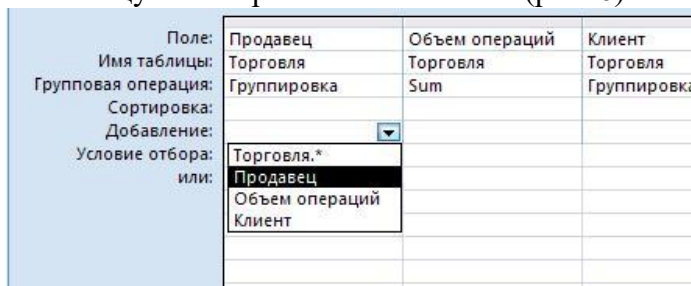 Поле: Продавец Объем операций Клиент
Имя таблицы: Торговля Торговля Торговля
Групповая операция: Группировка Sum Группировка
Сортировка:
Добавление:
Условие отбора: Торговля.*
или: Продавец
Объем операций
Клиент